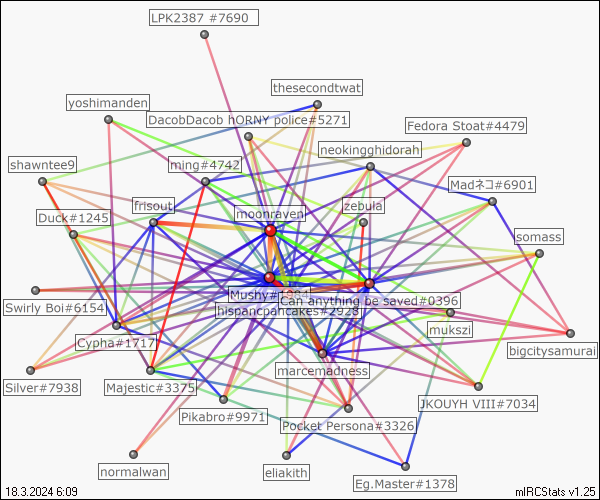 LPK2387 #7690
thesecondtwat
yoshimanden
DacobDacob hORNY police#5271
Fedora Stoat#4479
neokingghidorah
shawntee9
ming#4742
Madネコ#6901
frisout
zebula
Duck#1245
moonraven
somass
Mushy#1984
Can anything be saved#0396
Swirly Boi#6154
hispancpancakes#2928
mukszi
Cypha#1717
bigcitysamurai
marcemadness
Silver#7938
Majestic#3375
JKOUYH VIII#7034
Pikabro#9971
Pocket Persona#3326
normalwan
eliakith
Eg.Master#1378
18.3.2024 6:09
mIRCStats v1.25